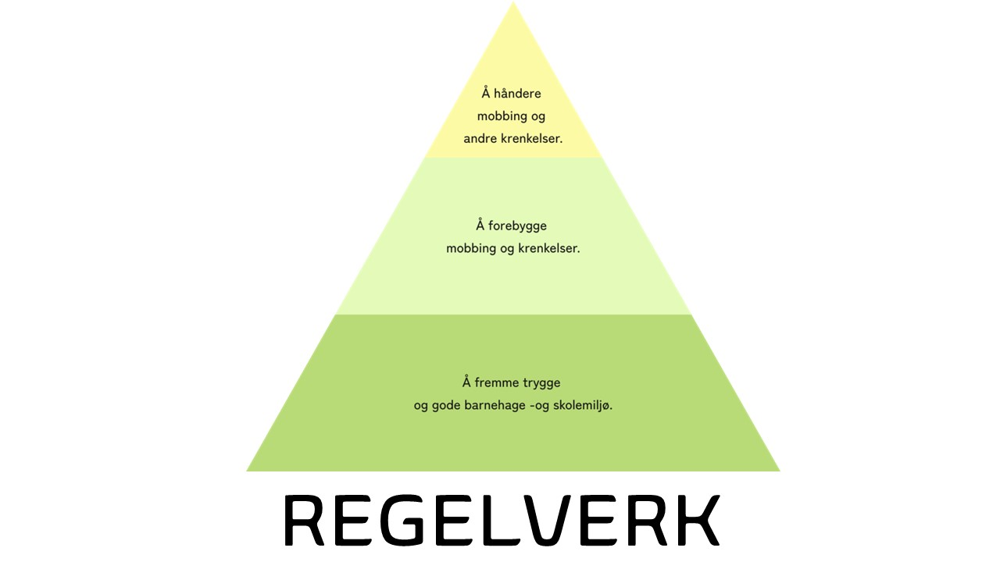 Å håndere
mobbing og
andre krenkelser.
Å forebygge
mobbing og krenkelser.
Å fremme trygge
og gode barnehage -og skolemiljø.
REGELVERK